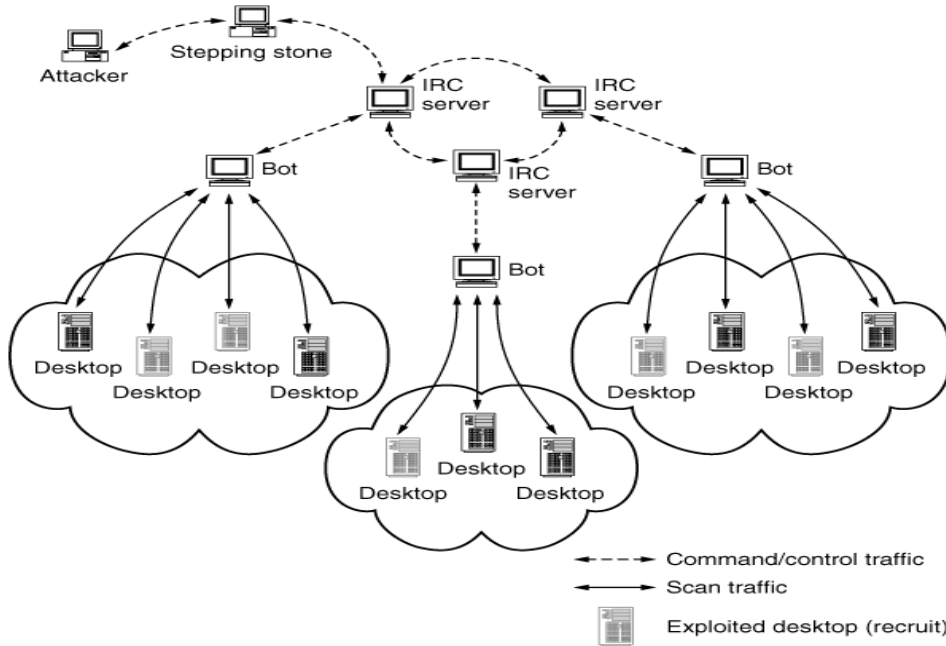 Stepping stone
Attacker
IRC
server
IRC
server
Bot
IRC
server
Bot
Bot
Desktop
Desktop
Desktop
Desktop
Desktop
Desktop
Desktop
Desktop
Desktop
Desktop
Desktop
Command/control traffic
Scan traffic
Exploited desktop (recruit)